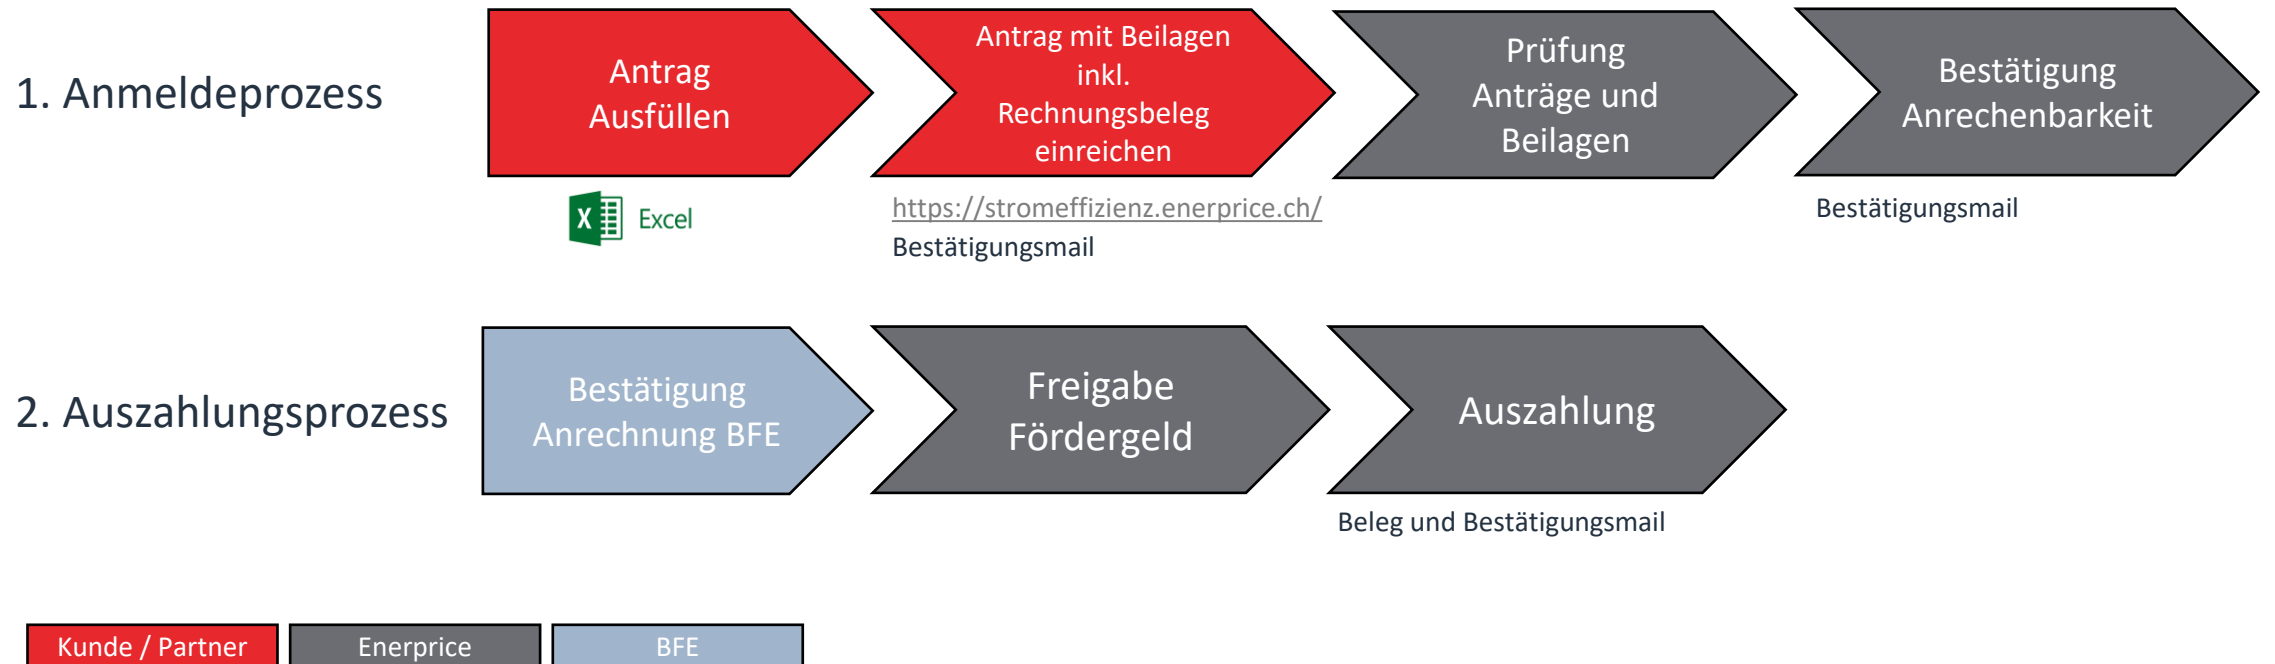 1. Anmeldeprozess
Antrag
Ausfüllen
Antrag mit Beilagen
inkl.
Rechnungsbeleg
einreichen
Prüfung
Anträge und
Beilagen
Bestätigung
Anrechenbarkeit
X Excel
https://stromeffizienz.enerprice.ch/
Bestätigungsmail
Bestätigungsmail
2. Auszahlungsprozess
Bestätigung
Anrechnung BFE
Freigabe
Fördergeld
Auszahlung
Beleg und Bestätigungsmail
Kunde / Partner
Enerprice
BFE